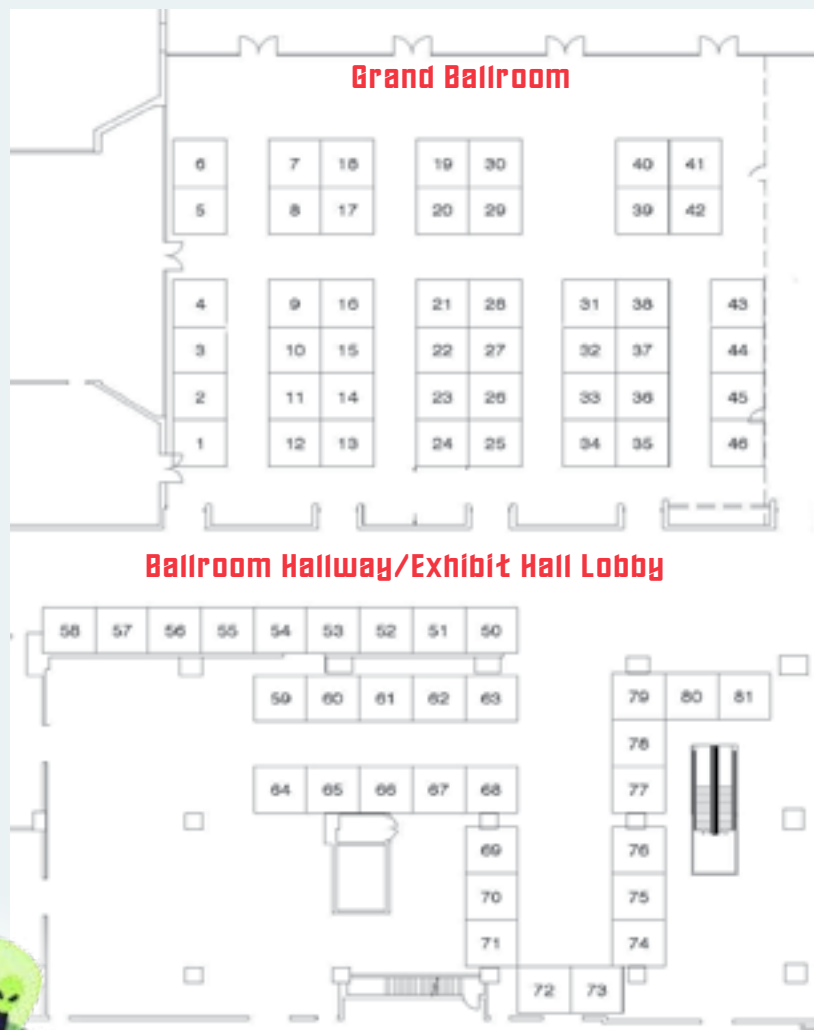 Grand Ballroom
6 7 18 19 30 40 41
5 8 17 20 29 39 42
4 9 16 21 28 31 38 43
3 10 15 22 27 32 37 44
2 11 14 23 26 33 36 45
1 12 13 24 25 34 35 46
Ballroom Hallway/Exhibit Hall Lobby
58 57 56 55 54 53 52 51 50
59 60 61 62 63 79 80 81
78
64 65 66 67 68 77
69 76
70 75
71 74
72 73